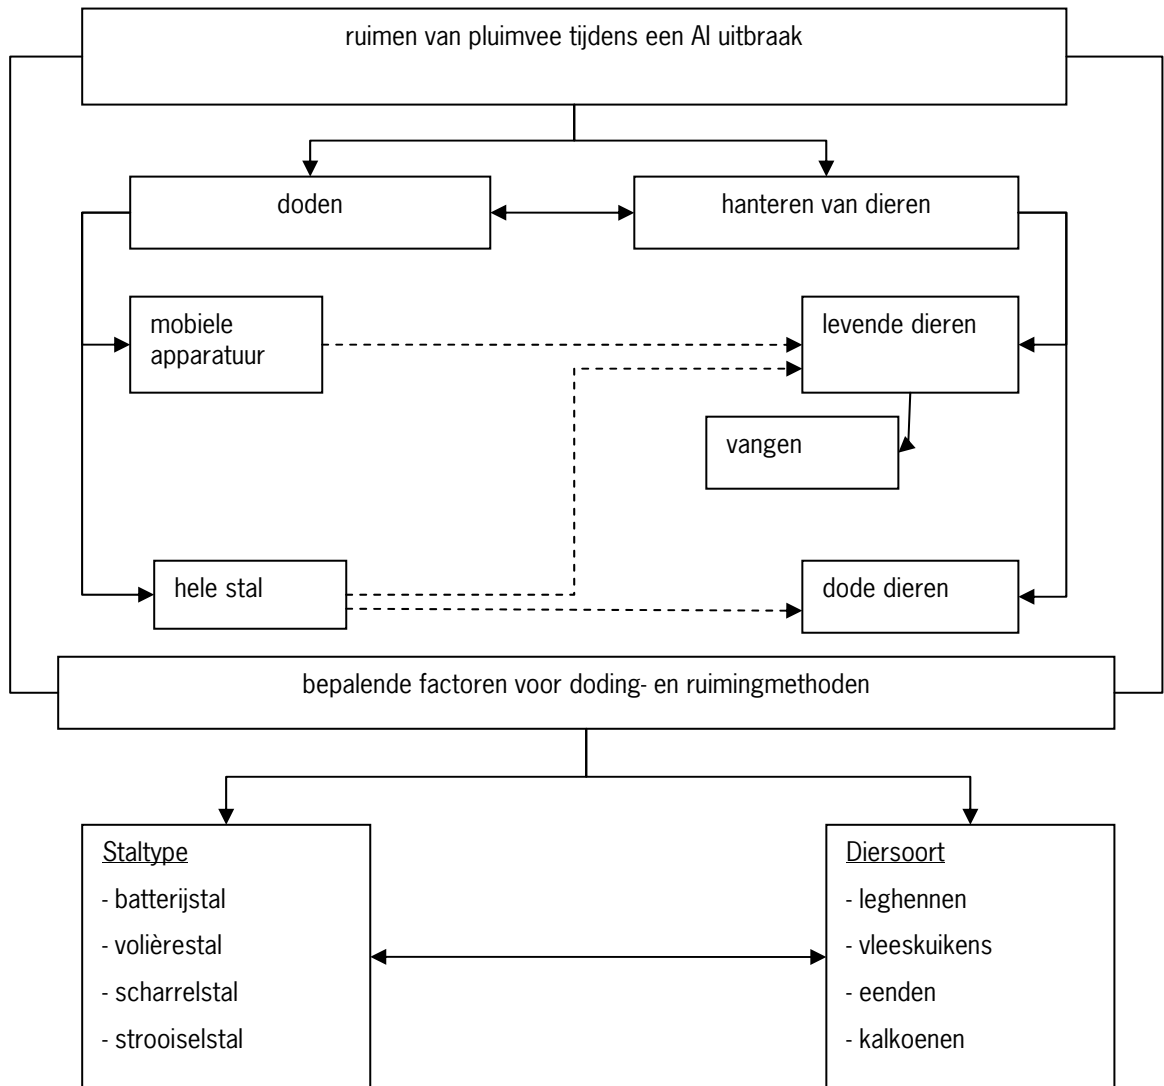 ruimen van pluimvee tijdens een AI uitbraak
doden
hanteren van dieren
mobiele
apparatuur
levende dieren
vangen
hele stal
dode dieren
bepalende factoren voor doding- en ruimingmethoden
Staltype
- batterijstal
- volièrestal
- scharrelstal
- strooiselstal
Diersoort
- leghennen
- vleeskuikens
- eenden
- kalkoenen